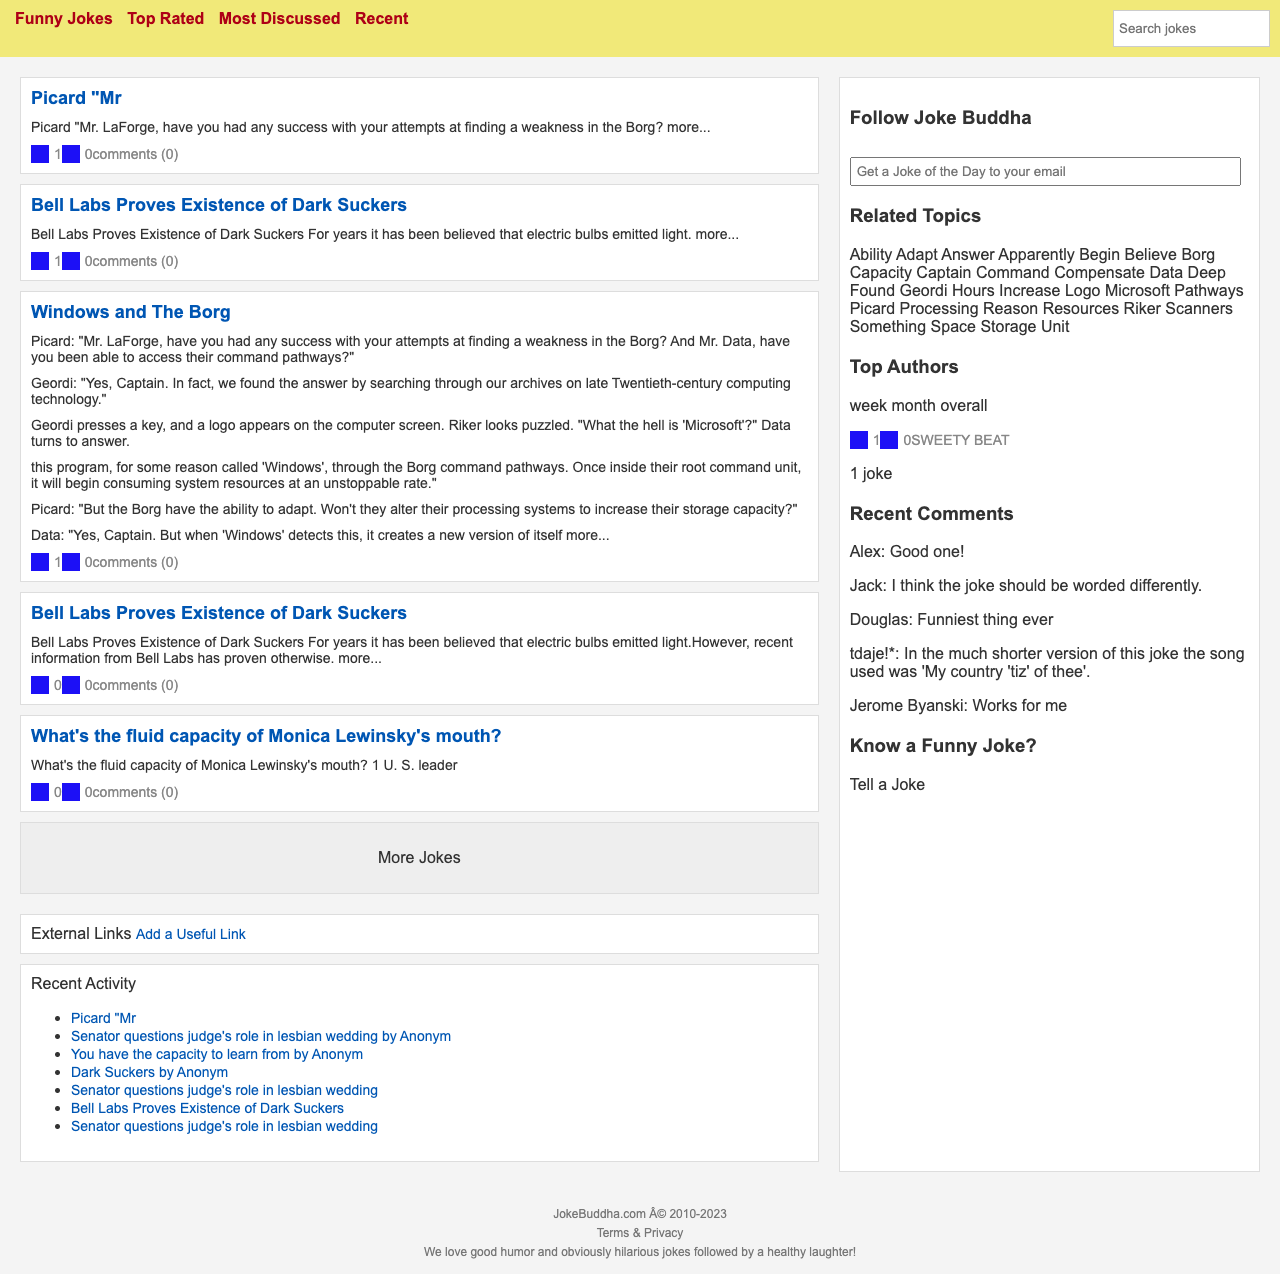 Funny Jokes Top Rated Most Discussed Recent
Search jokes
Picard "Mr
Picard "Mr. LaForge, have you had any success with your attempts at finding a weakness in the Borg? more...
1 0comments (0)
Bell Labs Proves Existence of Dark Suckers
Bell Labs Proves Existence of Dark Suckers For years it has been believed that electric bulbs emitted light. more...
1 0comments (0)
Windows and The Borg
Picard: "Mr. LaForge, have you had any success with your attempts at finding a weakness in the Borg? And Mr. Data, have
you been able to access their command pathways?"
Geordi: "Yes, Captain. In fact, we found the answer by searching through our archives on late Twentieth-century computing
technology."
Geordi presses a key, and a logo appears on the computer screen. Riker looks puzzled. "What the hell is 'Microsoft'?" Data
turns to answer.
this program, for some reason called 'Windows', through the Borg command pathways. Once inside their root command unit,
it will begin consuming system resources at an unstoppable rate."
Picard: "But the Borg have the ability to adapt. Won't they alter their processing systems to increase their storage capacity?"
Data: "Yes, Captain. But when 'Windows' detects this, it creates a new version of itself more...
1 0comments (0)
Bell Labs Proves Existence of Dark Suckers
Bell Labs Proves Existence of Dark Suckers For years it has been believed that electric bulbs emitted light.However, recent
information from Bell Labs has proven otherwise. more...
0 0comments (0)
What's the fluid capacity of Monica Lewinsky's mouth?
What's the fluid capacity of Monica Lewinsky's mouth? 1 U. S. leader
0 0comments (0)
More Jokes
External Links Add a Useful Link
Recent Activity
Picard "Mr
Senator questions judge's role in lesbian wedding by Anonym
You have the capacity to learn from by Anonym
Dark Suckers by Anonym
Senator questions judge's role in lesbian wedding
Bell Labs Proves Existence of Dark Suckers
Senator questions judge's role in lesbian wedding
Follow Joke Buddha
Get a Joke of the Day to your email
Related Topics
Ability Adapt Answer Apparently Begin Believe Borg
Capacity Captain Command Compensate Data Deep
Found Geordi Hours Increase Logo Microsoft Pathways
Picard Processing Reason Resources Riker Scanners
Something Space Storage Unit
Top Authors
week month overall
1 0SWEETY BEAT
1 joke
Recent Comments
Alex: Good one!
Jack: I think the joke should be worded differently.
Douglas: Funniest thing ever
tdaje!*: In the much shorter version of this joke the song
used was 'My country 'tiz' of thee'.
Jerome Byanski: Works for me
Know a Funny Joke?
Tell a Joke
JokeBuddha.com Â© 2010-2023
Terms & Privacy
We love good humor and obviously hilarious jokes followed by a healthy laughter!